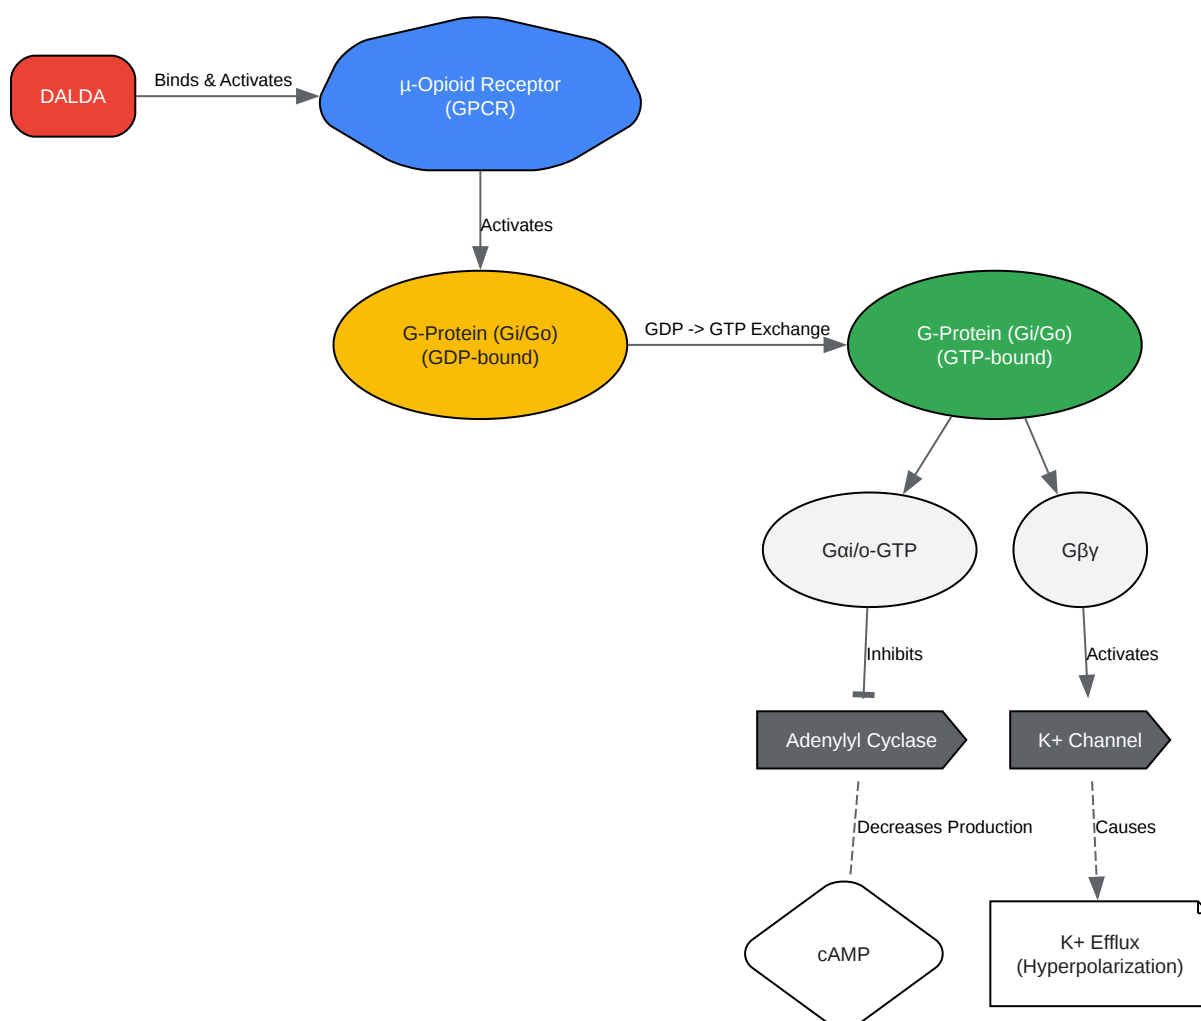 DALDA
Binds & Activates
µ-Opioid Receptor
(GPCR)
Activates
G-Protein (Gi/Go)
(GDP-bound)
GDP -> GTP Exchange
G-Protein (Gi/Go)
(GTP-bound)
Gαi/o-GTP
Gβγ
Inhibits
Activates
Adenylyl Cyclase
K+ Channel
Decreases Production
Causes
cAMP
K+ Efflux
(Hyperpolarization)